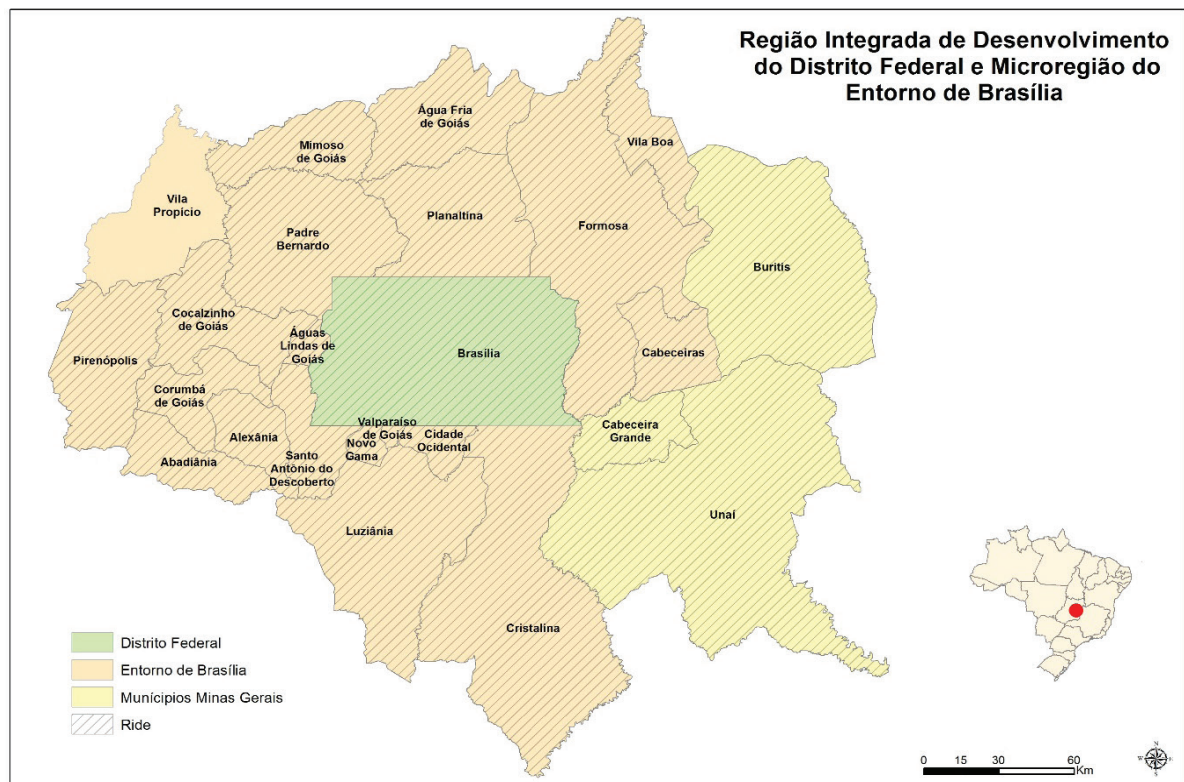 Região Integrada de Desenvolvimento
do Distrito Federal e Microregião do
Entorno de Brasília
Água Fria
de Goiás
Mimoso
de Goiás
Vila Boa
Vila
Propício
Planaltina
Formosa
Padre
Bernardo
Buritis
Cocalzinho
de Goiás
Águas
Lindas de
Goiás
Pirenópolis
Brasília
Cabeceiras
Corumbá
de Goiás
Alexânia
Valparaíso
de Goiás
Cidade
Ocidental
Cabeceira
Grande
Novo
Gama
Abadiânia
Santo
Antônio do
Descoberto
Luziânia
Unaí
Cristalina
Distrito Federal
Entorno de Brasília
Munícipios Minas Gerais
Ride
0 15 30 60
Km
N
W
E
S